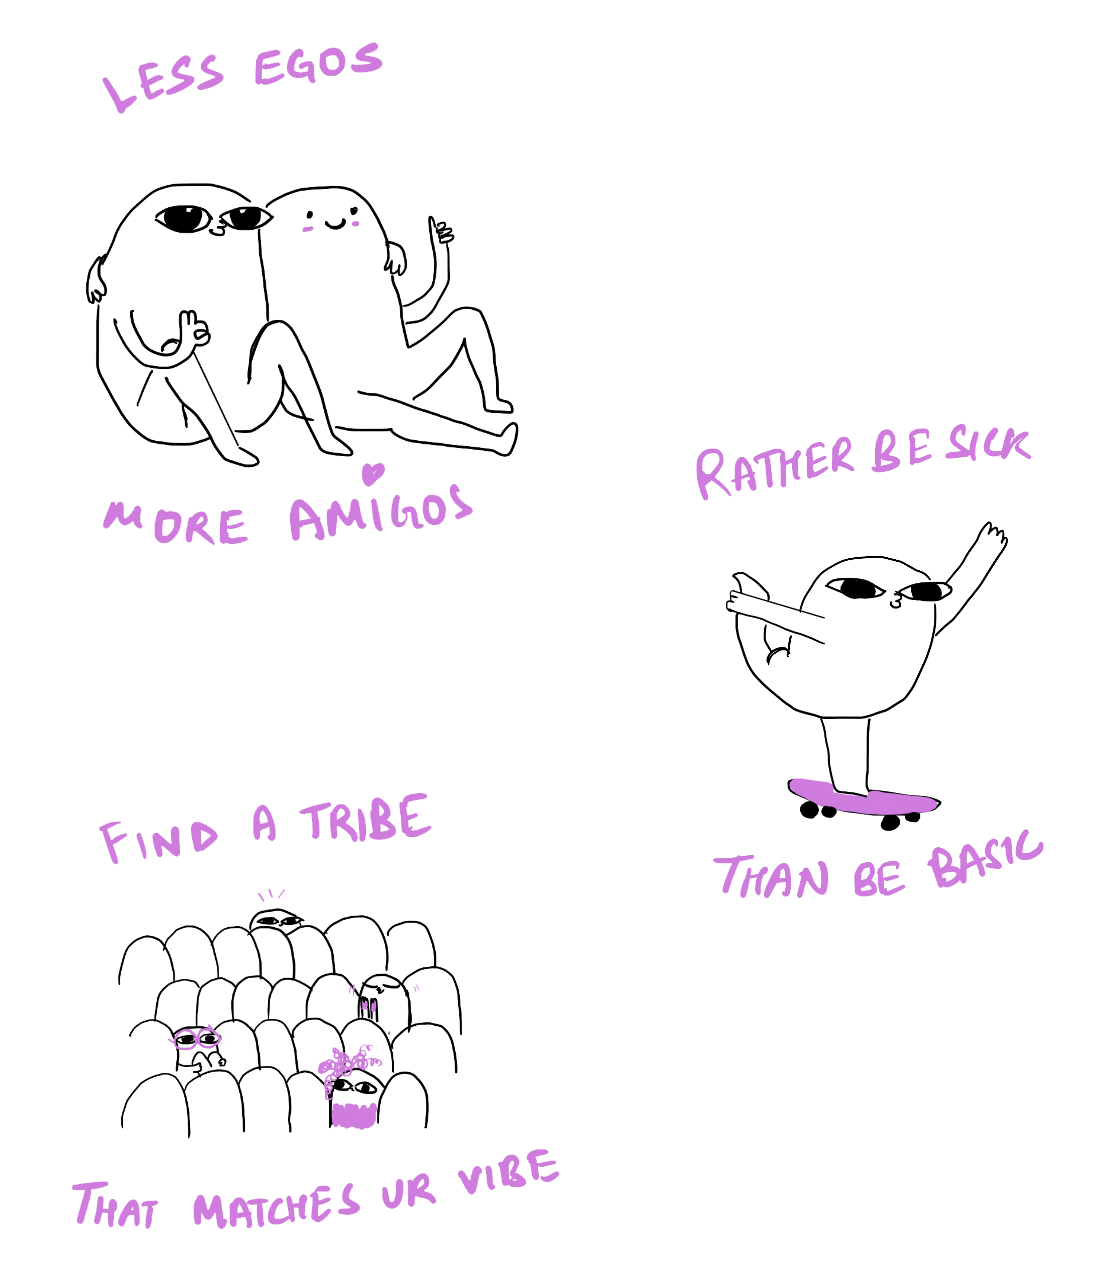 LESS EGOS
MORE AMIGOS
RATHER BE SICK
THAN BE BASIC
FIND A TRIBE
THAT MATCHES UR VIBE